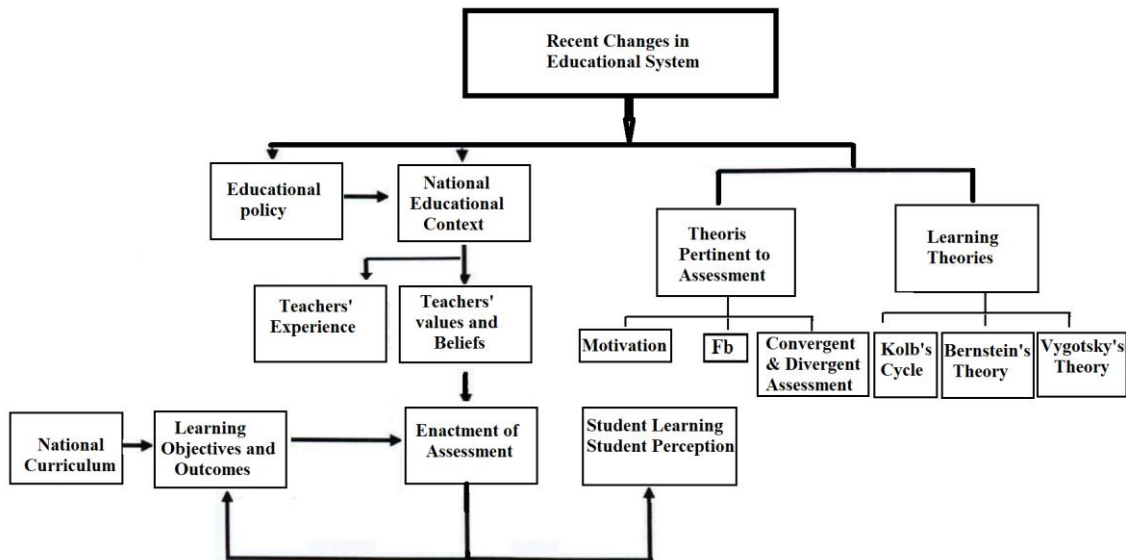 Recent Changes in
Educational System
Educational
policy
National
Educational
Context
Theoris
Pertinent to
Assessment
Learning
Theories
Teachers'
Experience
Teachers'
values and
Beliefs
Motivation
Fb
Convergent
& Divergent
Assessment
Kolb's
Cycle
Bernstein's
Theory
Vygotsky's
Theory
National
Curriculum
Learning
Objectives and
Outcomes
Enactment of
Assessment
Student Learning
Student Perception